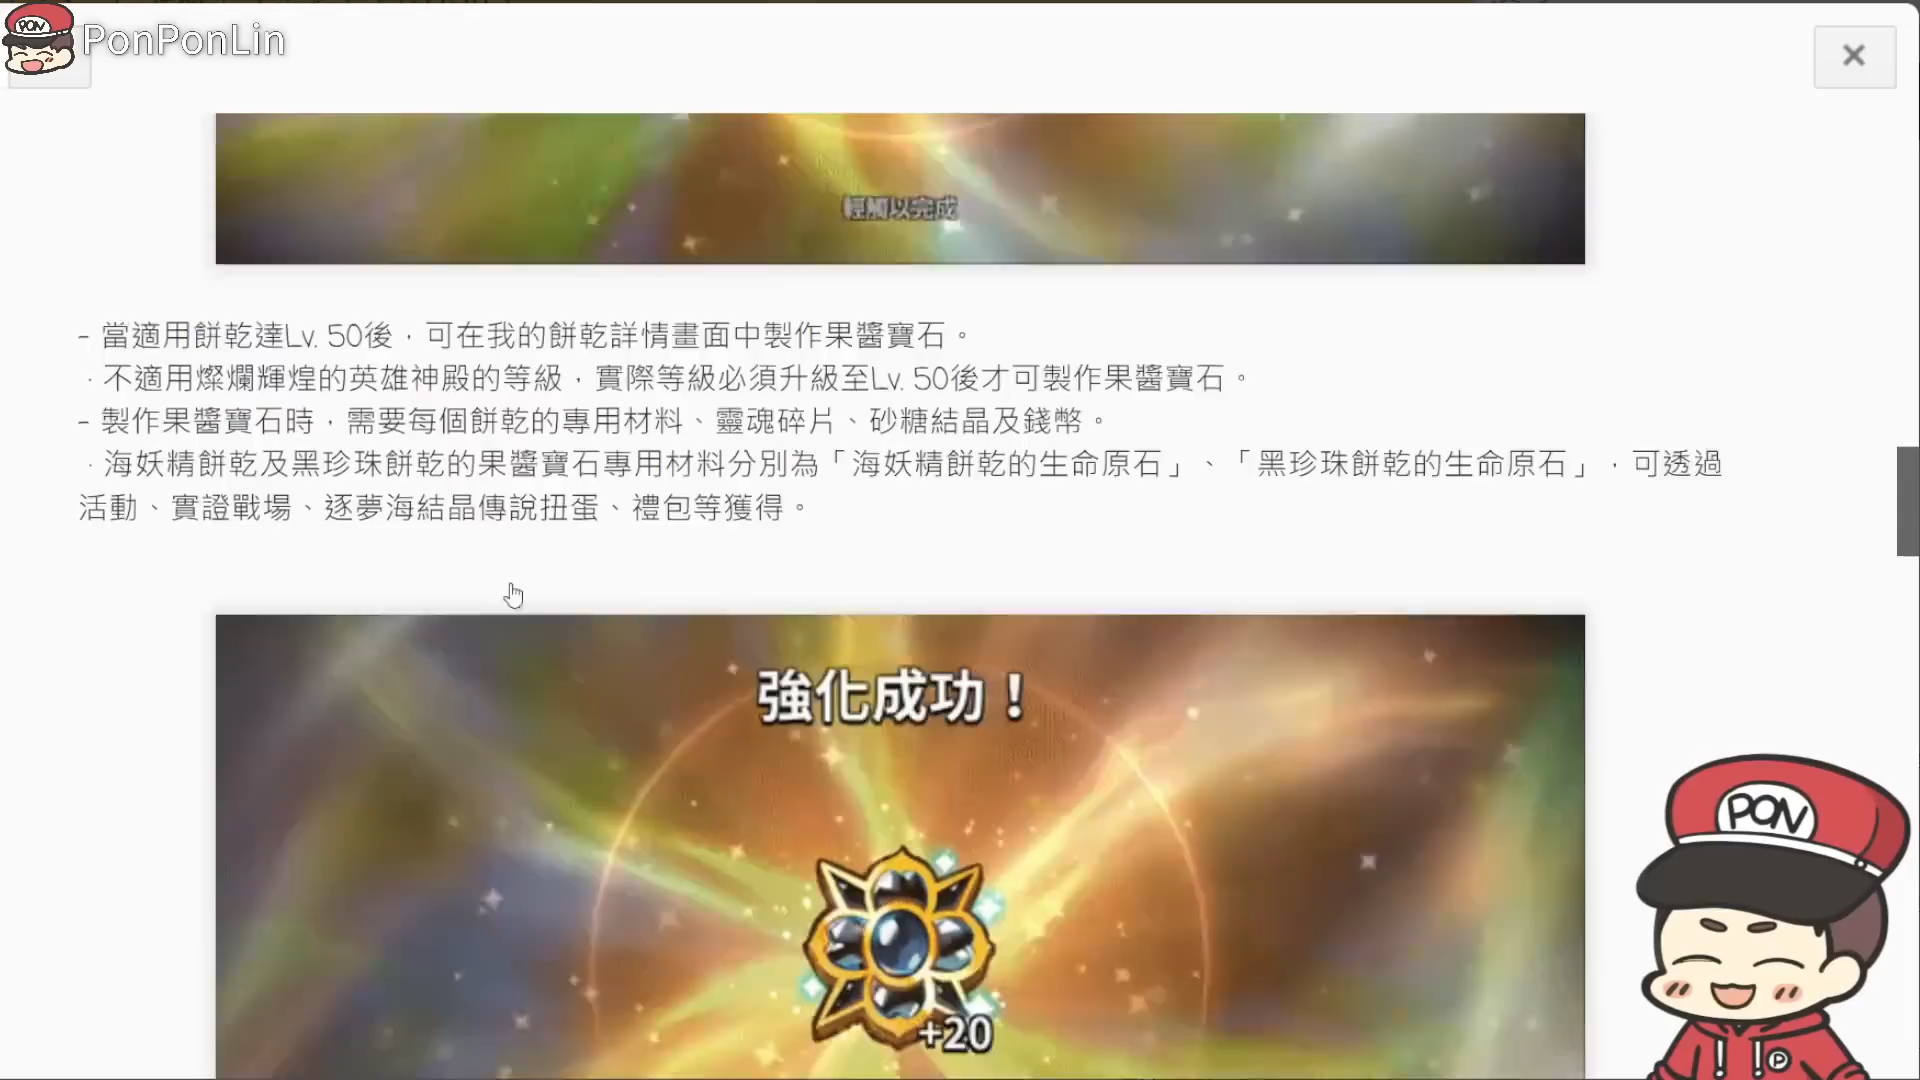 PON
PonPonLin
輕觸以完成
- 當適用餅乾達Lv. 50後，可在我的餅乾詳情畫面中製作果醬寶石。
· 不適用燦爛輝煌的英雄神殿的等級，實際等級必須升級至Lv. 50後才可製作果醬寶石。
- 製作果醬寶石時，需要每個餅乾的專用材料、靈魂碎片、砂糖結晶及錢幣。
· 海妖精餅乾及黑珍珠餅乾的果醬寶石專用材料分別為「海妖精餅乾的生命原石」、「黑珍珠餅乾的生命原石」，可透過
活動、實證戰場、逐夢海結晶傳說扭蛋、禮包等獲得。
強化成功！
+20
PON
P